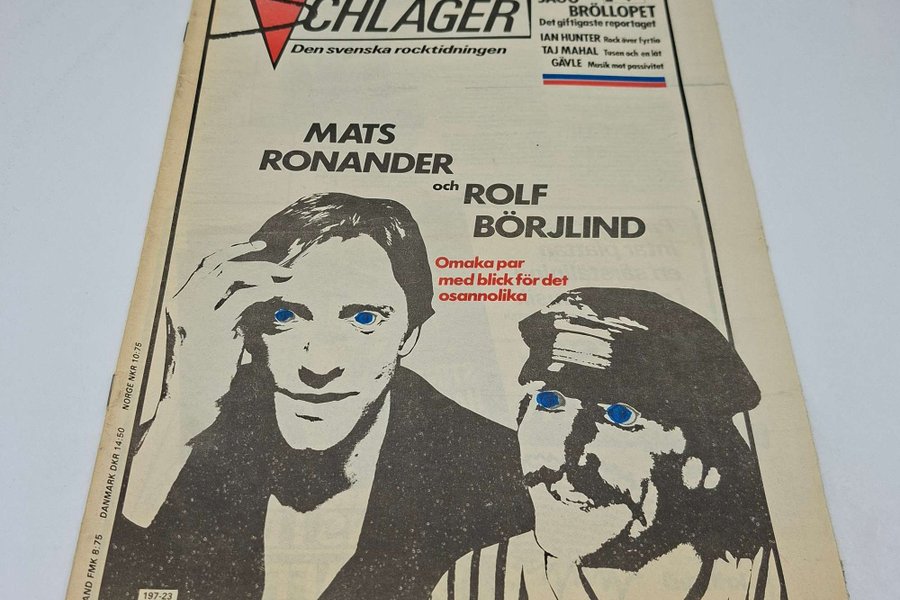 CHLAGER
Den svenska rocktidningen
BRÖLLOPET
Det giftigaste reportaget
IAN HUNTER Rock över fyrtio
TAJ MAHAL Tusen och en låt
GÄVLE Musik mot passivitet
MATS
RONANDER
och ROLF
BÖRJLIND
Omaka par
med blick för det
osannolika
AND FMK 8.75 DANMARK DKR 14.50 NORGE NKR 10.75
197-23